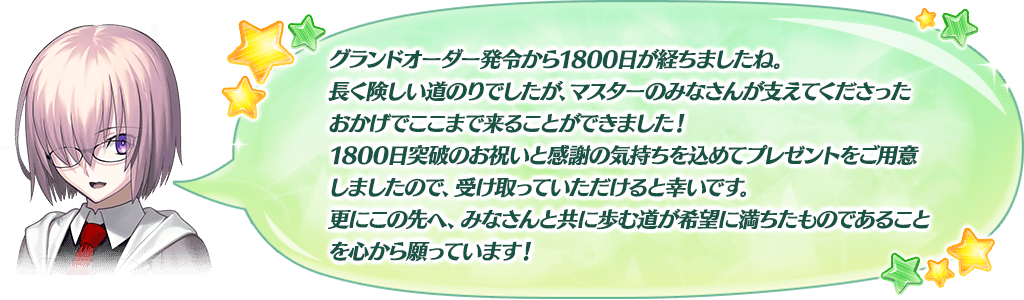 グランドオーダー発令から1800日が経ちましたね。
長く険しい道のりでしたが、マスターのみなさんが支えてくださった
おかげでここまで来ることができました！
1800日突破のお祝いと感謝の気持ちを込めてプレゼントをご用意
しましたので、受け取っていただけると幸いです。
更にこの先へ、みなさんと共に歩む道が希望に満ちたものであること
を心から願っています！